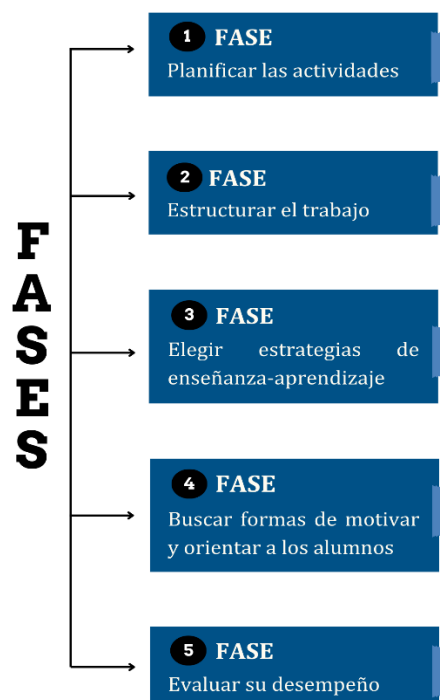 FASES
1 FASE
Planificar las actividades
2 FASE
Estructurar el trabajo
3 FASE
Elegir estrategias de
enseñanza-aprendizaje
4 FASE
Buscar formas de motivar
y orientar a los alumnos
5 FASE
Evaluar su desempeño